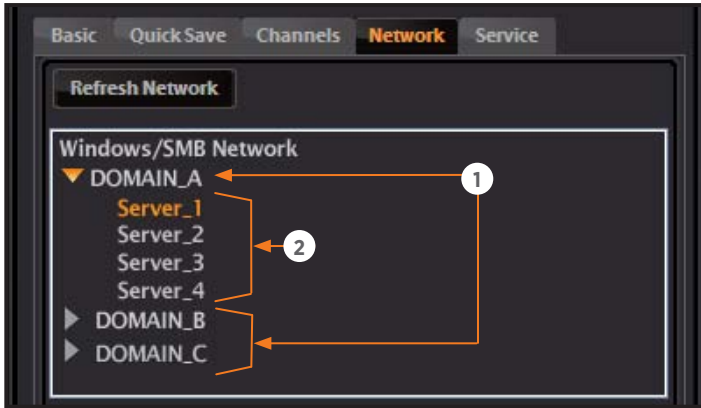 Basic Quick Save Channels Network Service
Refresh Network
Windows/SMB Network
DOMAIN_A
1
Server_1
Server_2
2
Server_3
Server_4
DOMAIN_B
DOMAIN_C